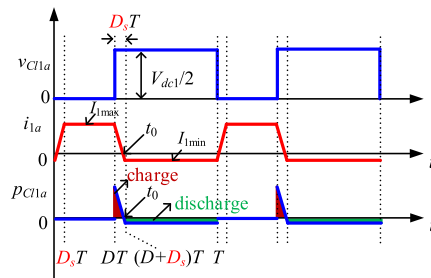 DsT
vCl1a
Vdc1/2
0
I1max
i1a
t0
I1min
0
t
pCl1a
charge
t0
discharge
0
t
DsT DT (D+Ds)T T